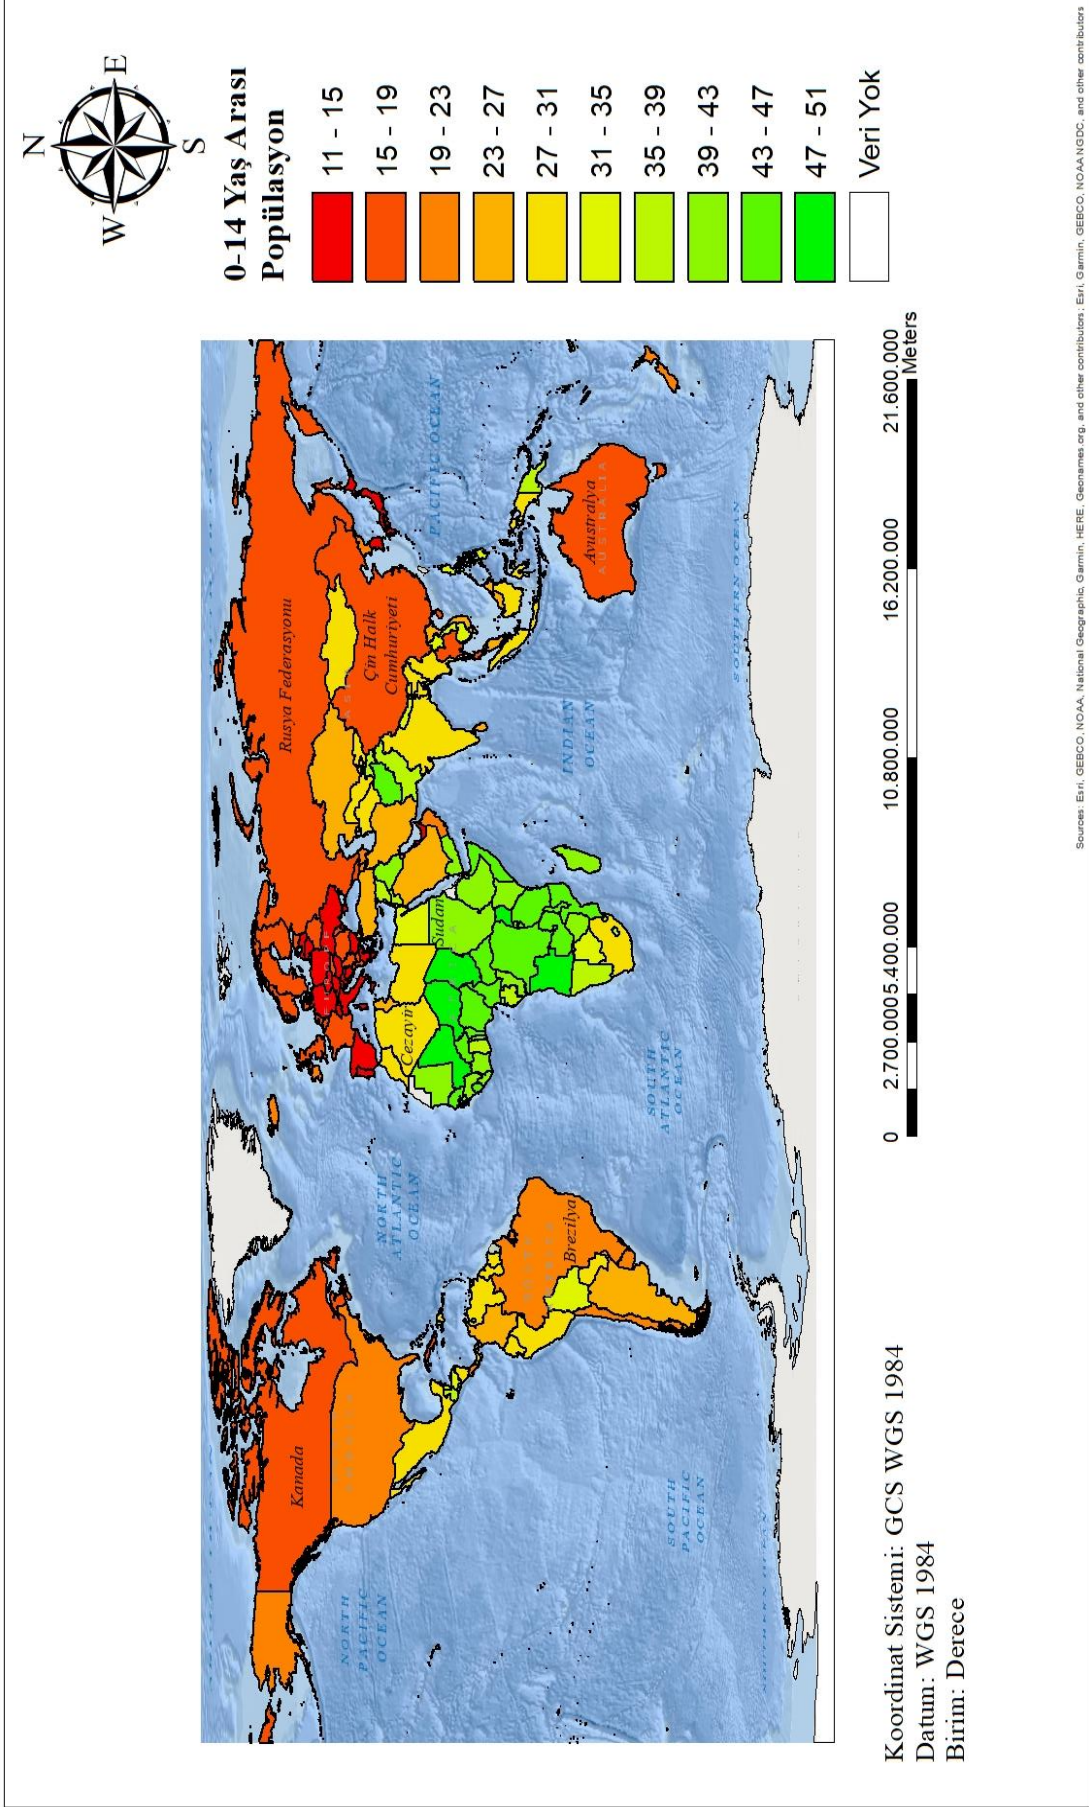 N
W
E
S
0-14 Yaş Arası
Popülasyon
11 - 15
15 - 19
19 - 23
23 - 27
27 - 31
31 - 35
35 - 39
39 - 43
43 - 47
47 - 51
Veri Yok
Kanada
Rusya Federasyonu
Çin Halk
Cumhuriyeti
Cezayir
Sudan
Brezilya
Avustralya
AUSTRALIA
NORTH
PACIFIC
OCEAN
NORTH
ATLANTIC
OCEAN
PACIFIC OCEAN
INDIAN
OCEAN
SOUTH
PACIFIC
OCEAN
SOUTH
ATLANTIC
OCEAN
SOUTHERN OCEAN
0 2.700.000 5.400.000 10.800.000 16.200.000 21.600.000
Meters
Koordinat Sistemi: GCS WGS 1984
Datum: WGS 1984
Birim: Derece
Sources: Esri, GEBCO, NOAA, National Geographic, Garmin, HERE, Geonames.org, and other contributors; Esri, Garmin, GEBCO, NOAA NGDC, and other contributors